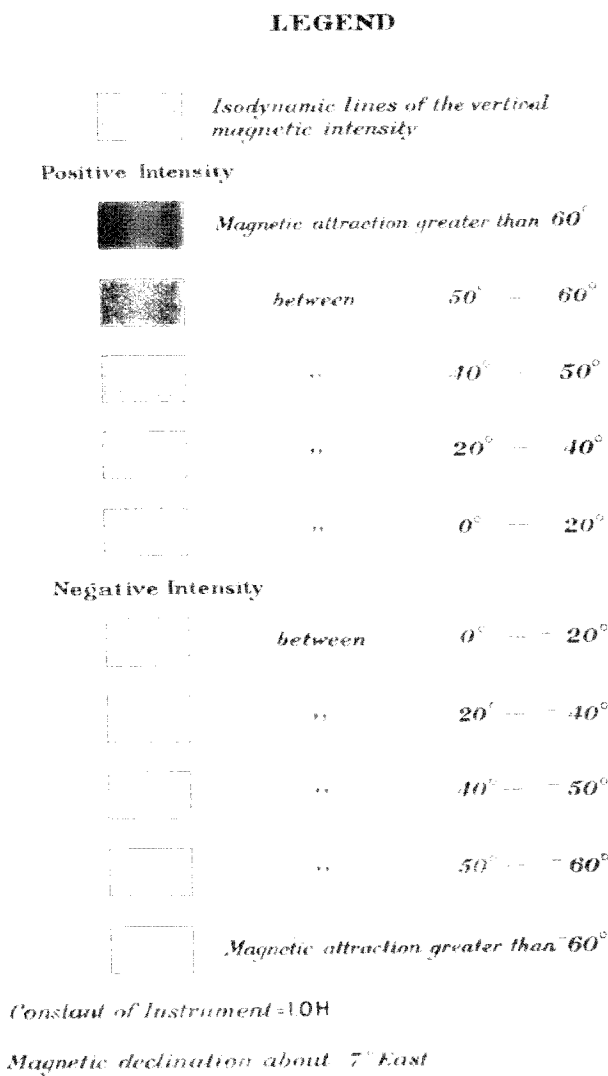 LEGEND
Isodynamic lines of the vertical
magnetic intensity
Positive Intensity
Magnetic attraction greater than 60°
between 50° - 60°
,, 40° - 50°
,, 20° - 40°
,, 0° - 20°
Negative Intensity
between 0° - -20°
,, 20° - -40°
,, 40° - -50°
,, 50° - -60°
Magnetic attraction greater than -60°
Constant of Instrument = 1.0H
Magnetic declination about 7° East